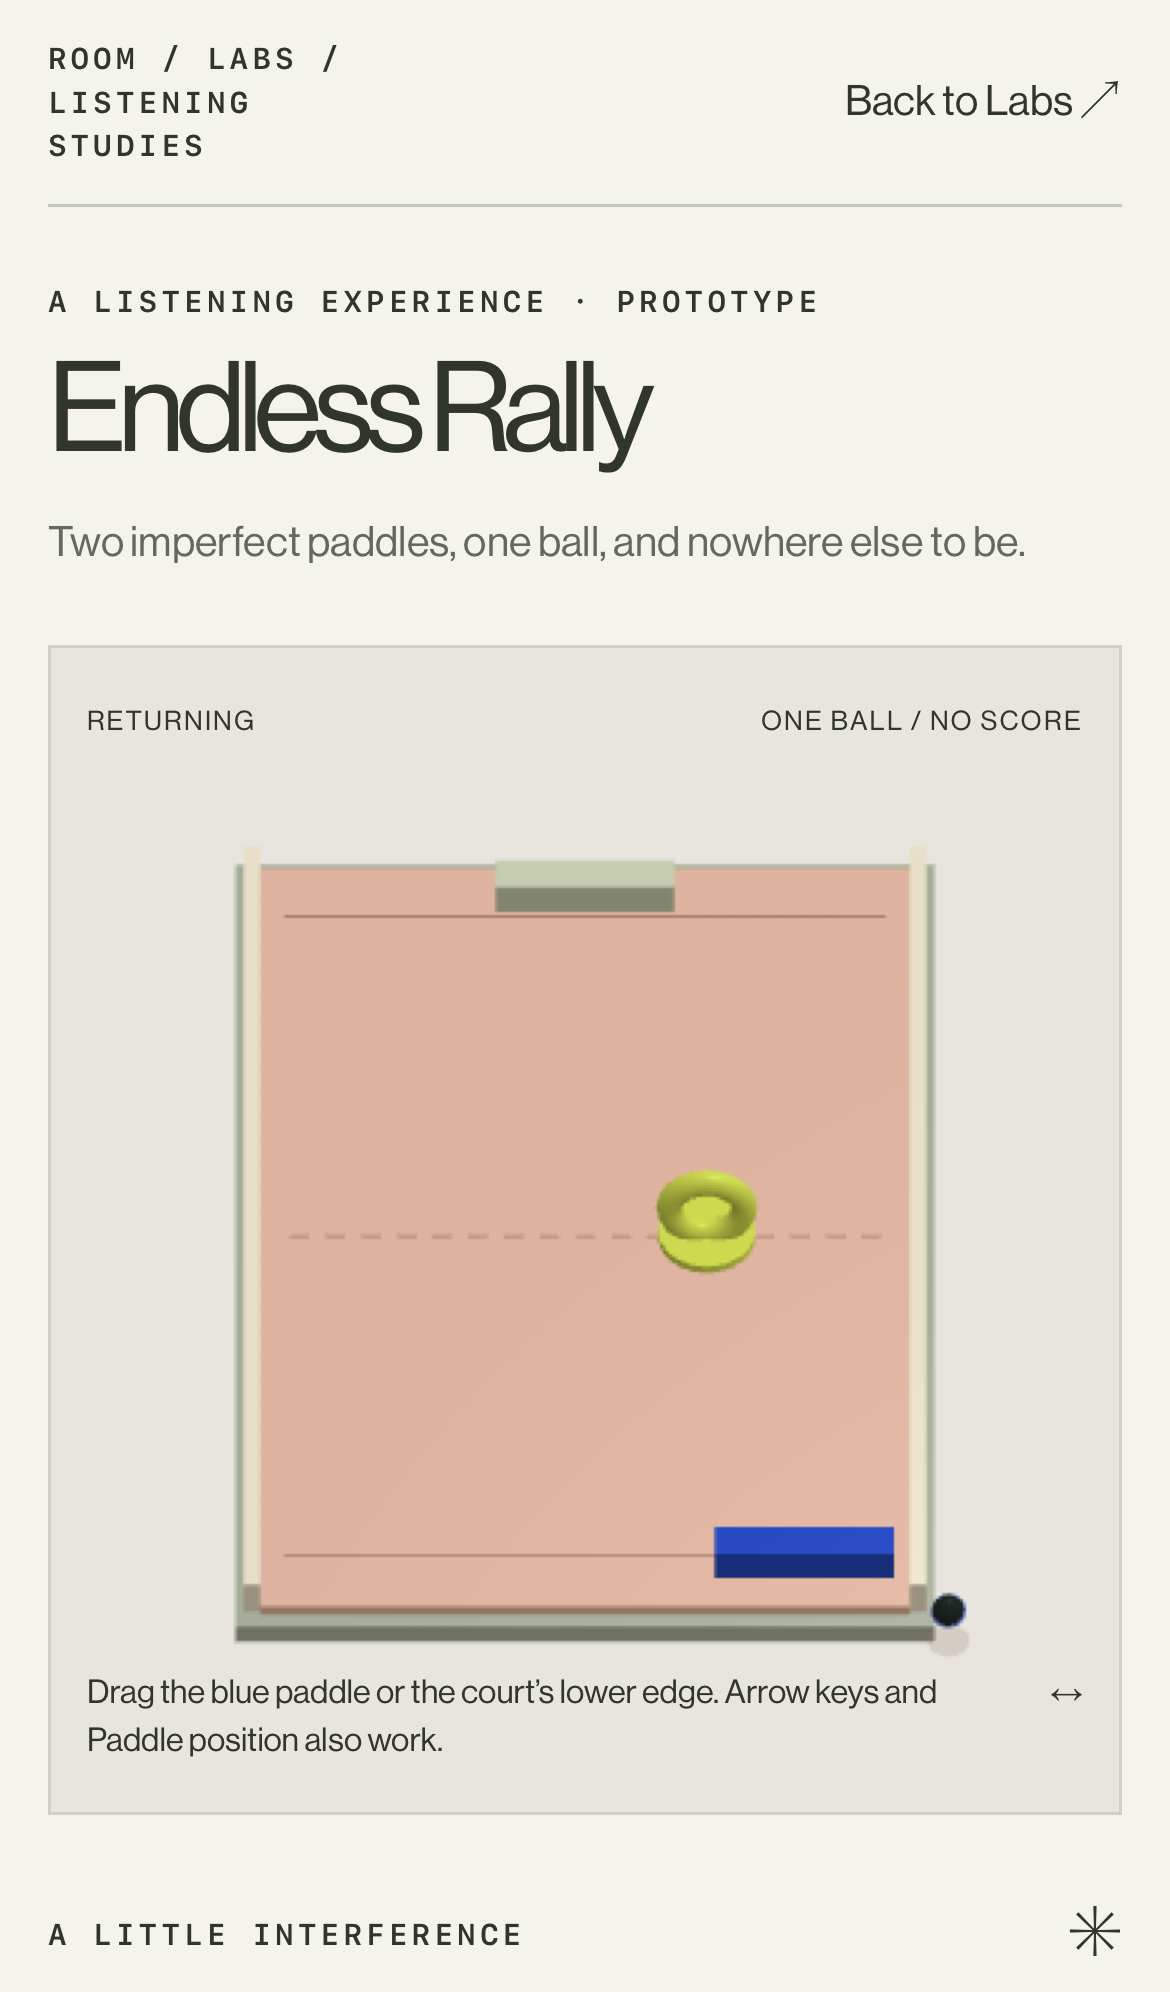 ROOM / LABS /
LISTENING
STUDIES
Back to Labs ↗
A LISTENING EXPERIENCE · PROTOTYPE
Endless Rally
Two imperfect paddles, one ball, and nowhere else to be.
RETURNING
ONE BALL / NO SCORE
Drag the blue paddle or the court’s lower edge. Arrow keys and
Paddle position also work.
↔
A LITTLE INTERFERENCE